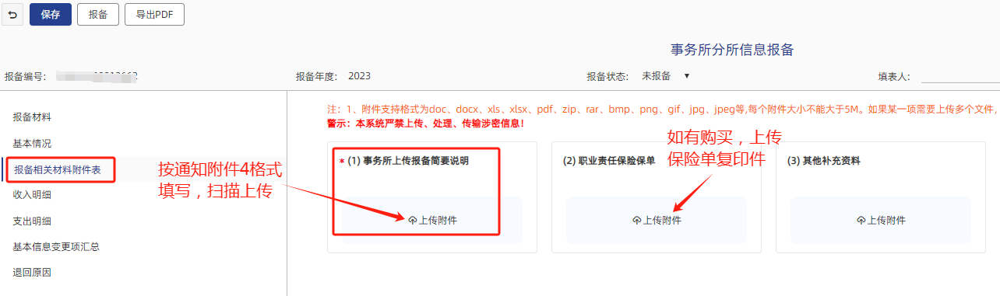 保存 报备 导出PDF
事务所分所信息报备
报备编号：
报备年度： 2023
报备状态： 未报备
填表人：
报备材料
基本情况
报备相关材料附件表
收入明细
支出明细
基本信息变更项汇总
退回原因
注：1、附件支持格式为doc、docx、xls、xlsx、pdf、zip、rar、bmp、png、gif、jpg、jpeg等,每个附件大小不能大于5M。如果某一项需要上传多个文件，
警示：本系统严禁上传、处理、传输涉密信息！
按通知附件4格式
填写，扫描上传
* (1) 事务所上传报备简要说明
上传附件
如有购买，上传
保险单复印件
(2) 职业责任保险保单
上传附件
(3) 其他补充资料
上传附件